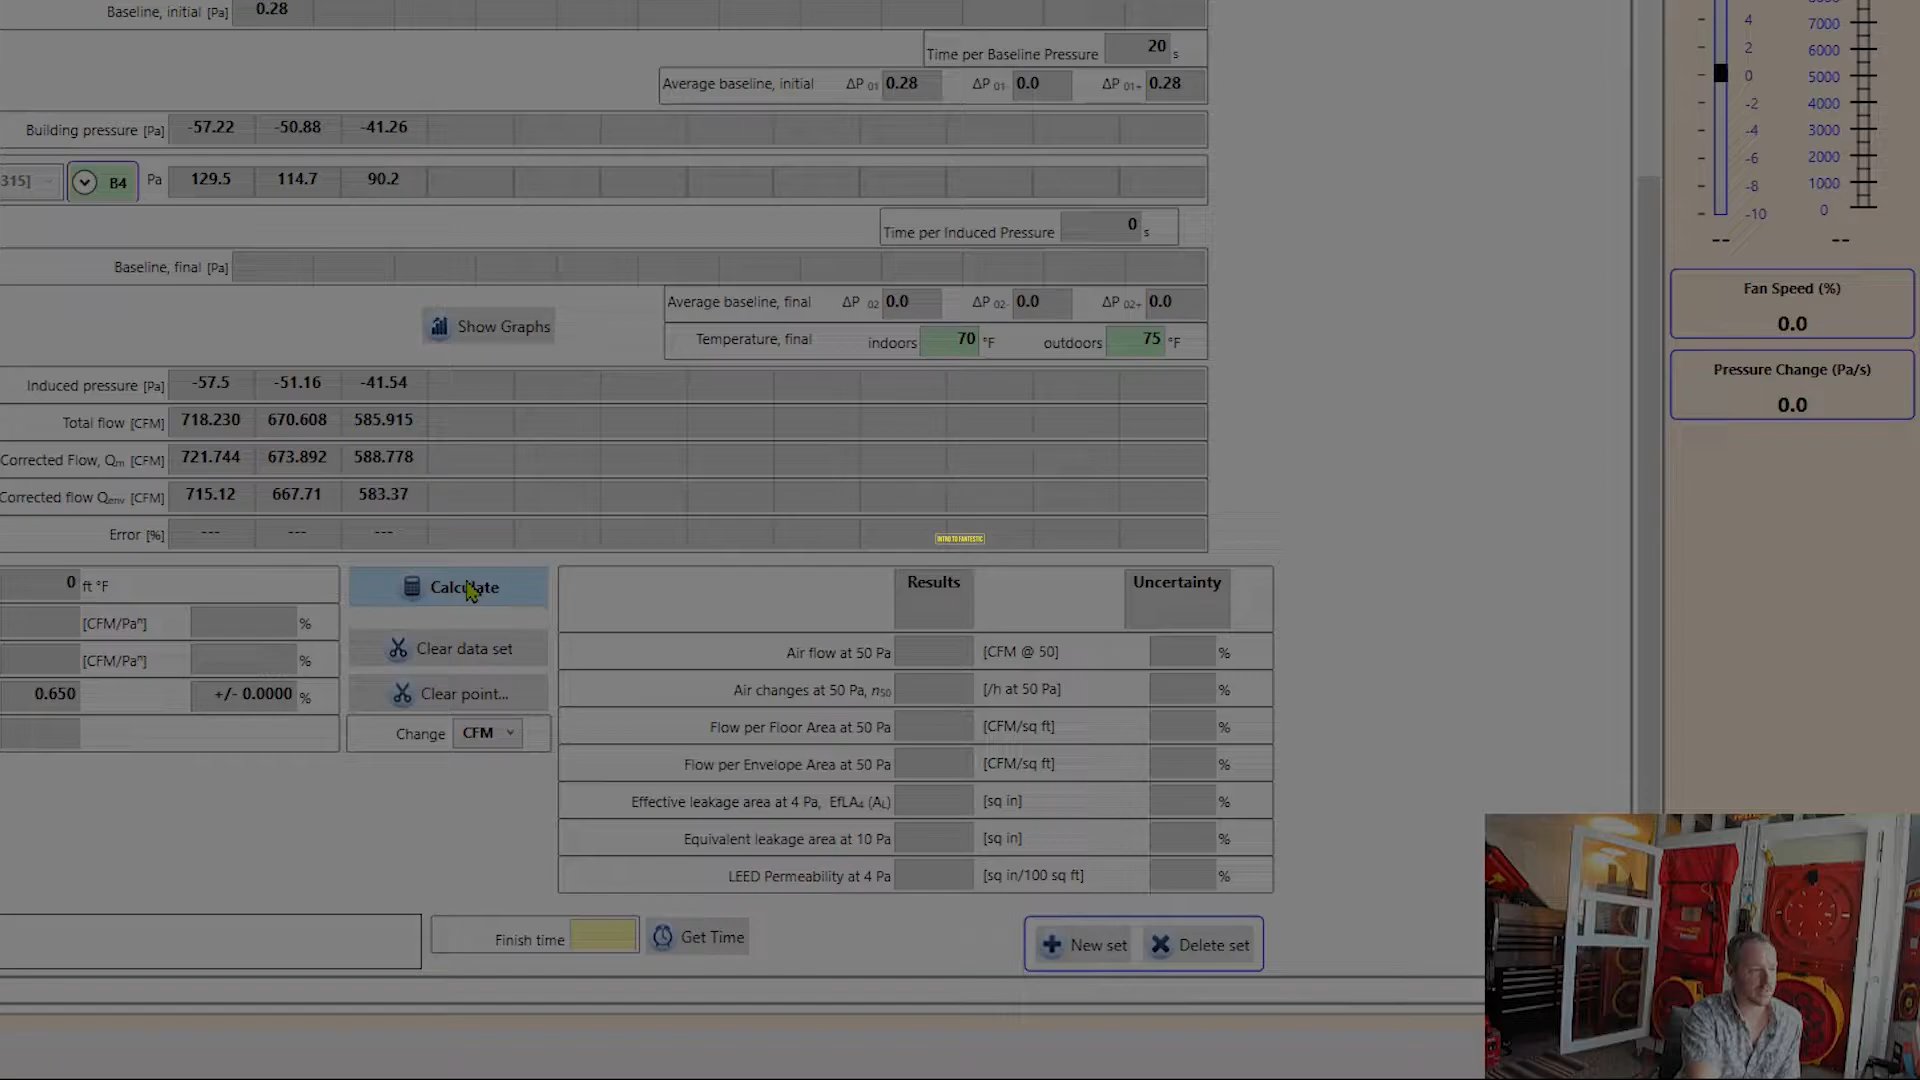 Baseline, initial [Pa] 0.28
Time per Baseline Pressure 20 s
Average baseline, initial ΔP 01 0.28 ΔP 01- 0.0 ΔP 01+ 0.28
Building pressure [Pa] -57.22 -50.88 -41.26
315] B4 Pa 129.5 114.7 90.2
Time per Induced Pressure 0 s
Baseline, final [Pa]
Average baseline, final ΔP 02 0.0 ΔP 02- 0.0 ΔP 02+ 0.0
Show Graphs
Temperature, final indoors 70 °F outdoors 75 °F
Induced pressure [Pa] -57.5 -51.16 -41.54
Total flow [CFM] 718.230 670.608 585.915
Corrected Flow, Qm [CFM] 721.744 673.892 588.778
Corrected flow Qenv [CFM] 715.12 667.71 583.37
Error [%] --- --- ---
INTRO TO FANTESTIC
0 ft °F
[CFM/Paⁿ] %
[CFM/Paⁿ] %
0.650 +/- 0.0000 %
Calculate
Clear data set
Clear point...
Change CFM
Results Uncertainty
Air flow at 50 Pa [CFM @ 50] %
Air changes at 50 Pa, n50 [/h at 50 Pa] %
Flow per Floor Area at 50 Pa [CFM/sq ft] %
Flow per Envelope Area at 50 Pa [CFM/sq ft] %
Effective leakage area at 4 Pa, EfLA4 (AL) [sq in] %
Equivalent leakage area at 10 Pa [sq in] %
LEED Permeability at 4 Pa [sq in/100 sq ft] %
Finish time Get Time
New set Delete set
4
2
0
-2
-4
-6
-8
-10
--
7000
6000
5000
4000
3000
2000
1000
0
--
Fan Speed (%)
0.0
Pressure Change (Pa/s)
0.0